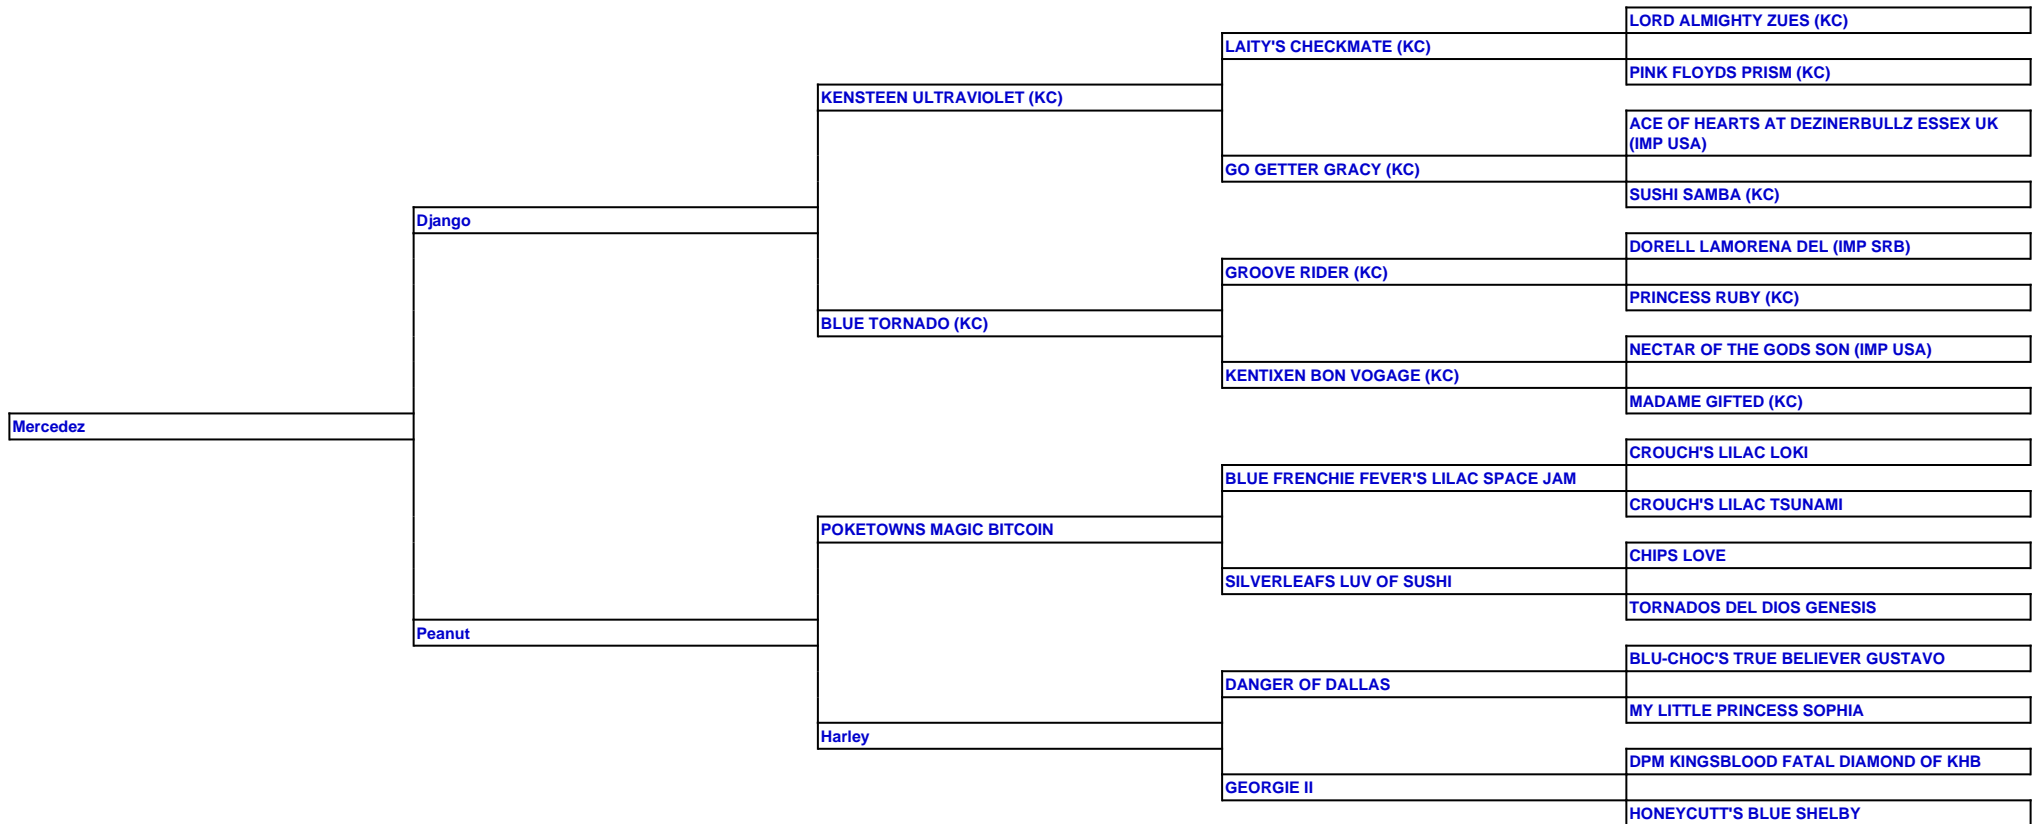 LORD ALMIGHTY ZUES (KC)
LAITY'S CHECKMATE (KC)
PINK FLOYDS PRISM (KC)
KENSTEEN ULTRAVIOLET (KC)
ACE OF HEARTS AT DEZINERBULLZ ESSEX UK
(IMP USA)
GO GETTER GRACY (KC)
SUSHI SAMBA (KC)
Django
DORELL LAMORENA DEL (IMP SRB)
GROOVE RIDER (KC)
PRINCESS RUBY (KC)
BLUE TORNADO (KC)
NECTAR OF THE GODS SON (IMP USA)
KENTIXEN BON VOGAGE (KC)
MADAME GIFTED (KC)
Mercedez
CROUCH'S LILAC LOKI
BLUE FRENCHIE FEVER'S LILAC SPACE JAM
CROUCH'S LILAC TSUNAMI
POKETOWNS MAGIC BITCOIN
CHIPS LOVE
SILVERLEAFS LUV OF SUSHI
TORNADOS DEL DIOS GENESIS
Peanut
BLU-CHOC'S TRUE BELIEVER GUSTAVO
DANGER OF DALLAS
MY LITTLE PRINCESS SOPHIA
Harley
DPM KINGSBLOOD FATAL DIAMOND OF KHB
GEORGIE II
HONEYCUTT'S BLUE SHELBY